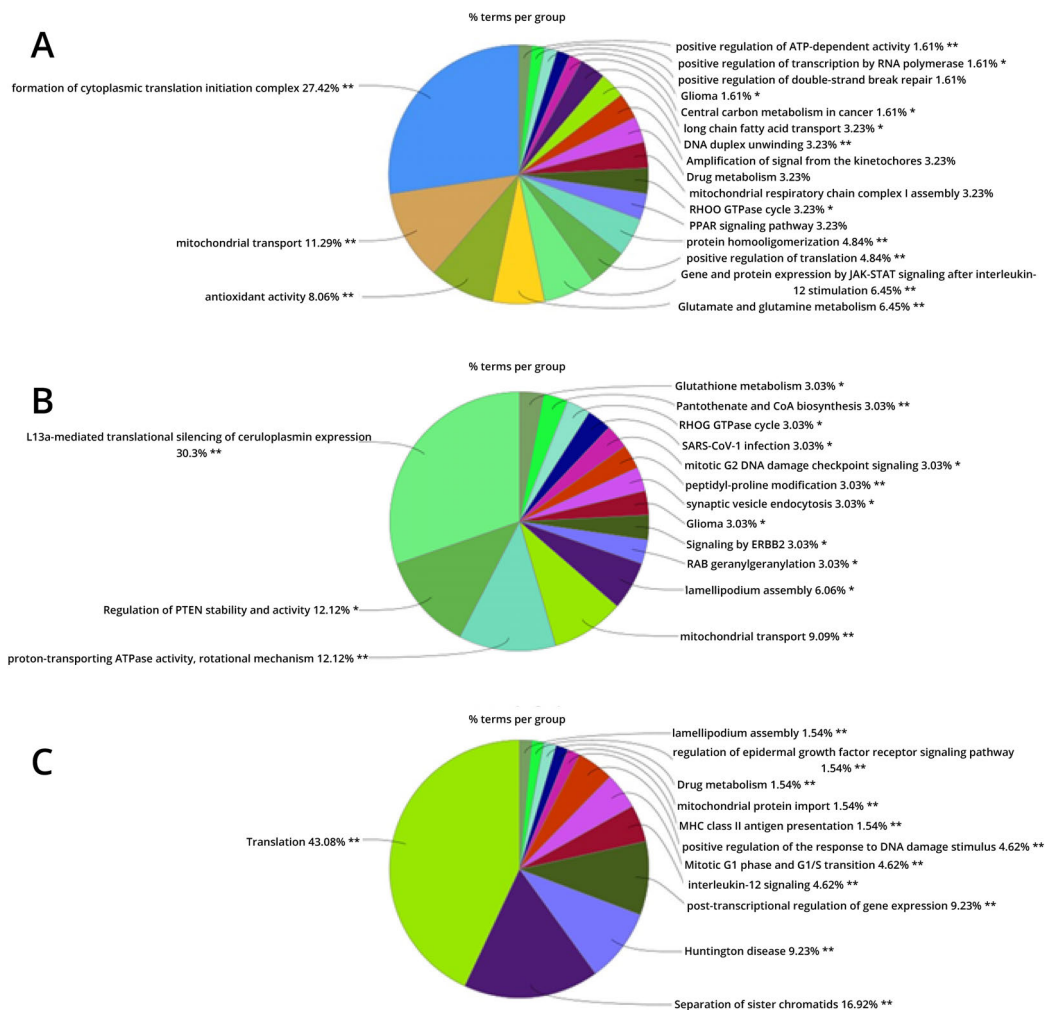 % terms per group
A
positive regulation of ATP-dependent activity 1.61% **
positive regulation of transcription by RNA polymerase 1.61% *
positive regulation of double-strand break repair 1.61%
Glioma 1.61% *
Central carbon metabolism in cancer 1.61% *
long chain fatty acid transport 3.23% *
DNA duplex unwinding 3.23% **
Amplification of signal from the kinetochores 3.23%
Drug metabolism 3.23%
mitochondrial respiratory chain complex I assembly 3.23%
RHOO GTPase cycle 3.23% *
PPAR signaling pathway 3.23%
protein homooligomerization 4.84% **
positive regulation of translation 4.84% **
Gene and protein expression by JAK-STAT signaling after interleukin-
12 stimulation 6.45% **
Glutamate and glutamine metabolism 6.45% **
antioxidant activity 8.06% **
mitochondrial transport 11.29% **
formation of cytoplasmic translation initiation complex 27.42% **
% terms per group
B
Glutathione metabolism 3.03% *
Pantothenate and CoA biosynthesis 3.03% **
RHOG GTPase cycle 3.03% *
SARS-CoV-1 infection 3.03% *
mitotic G2 DNA damage checkpoint signaling 3.03% *
peptidyl-proline modification 3.03% **
synaptic vesicle endocytosis 3.03% *
Glioma 3.03% *
Signaling by ERBB2 3.03% *
RAB geranylgeranylation 3.03% *
lamellipodium assembly 6.06% *
mitochondrial transport 9.09% **
proton-transporting ATPase activity, rotational mechanism 12.12% **
Regulation of PTEN stability and activity 12.12% *
L13a-mediated translational silencing of ceruloplasmin expression
30.3% **
% terms per group
C
lamellipodium assembly 1.54% **
regulation of epidermal growth factor receptor signaling pathway
1.54% **
Drug metabolism 1.54% **
mitochondrial protein import 1.54% **
MHC class II antigen presentation 1.54% **
positive regulation of the response to DNA damage stimulus 4.62% **
Mitotic G1 phase and G1/S transition 4.62% **
interleukin-12 signaling 4.62% **
post-transcriptional regulation of gene expression 9.23% **
Huntington disease 9.23% **
Separation of sister chromatids 16.92% **
Translation 43.08% **